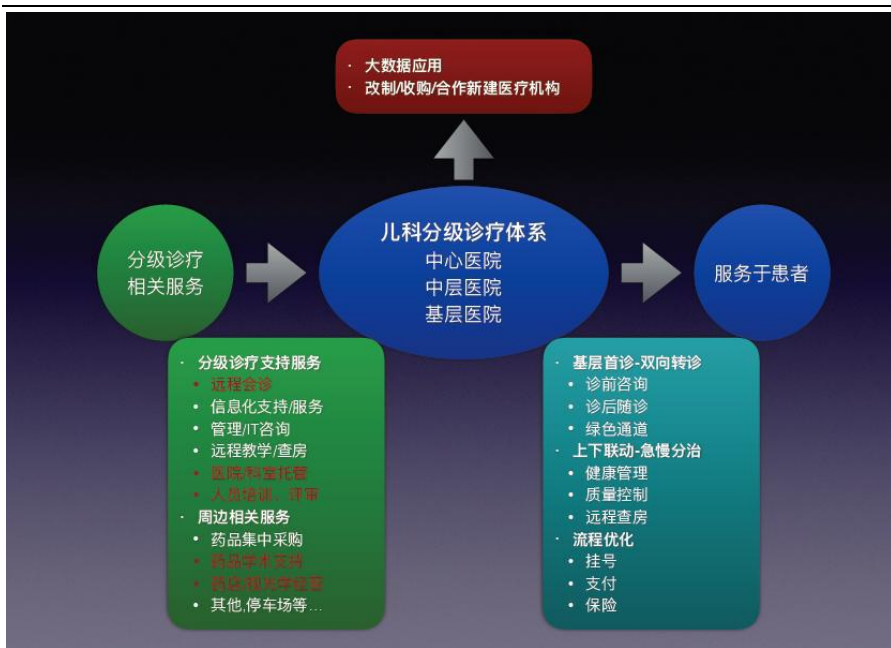 · 大数据应用
· 改制/收购/合作新建医疗机构
分级诊疗
相关服务
儿科分级诊疗体系
中心医院
中层医院
基层医院
服务于患者
· 分级诊疗支持服务
• 远程会诊
• 信息化支持/服务
• 管理/IT咨询
• 远程教学/查房
• 医院/科室托管
• 人员培训、评审
· 周边相关服务
• 药品集中采购
• 药品学术支持
• 其他,停车场等...
· 基层首诊-双向转诊
• 诊前咨询
• 诊后随诊
• 绿色通道
· 上下联动-急慢分治
• 健康管理
• 质量控制
• 远程查房
· 流程优化
• 挂号
• 支付
• 保险